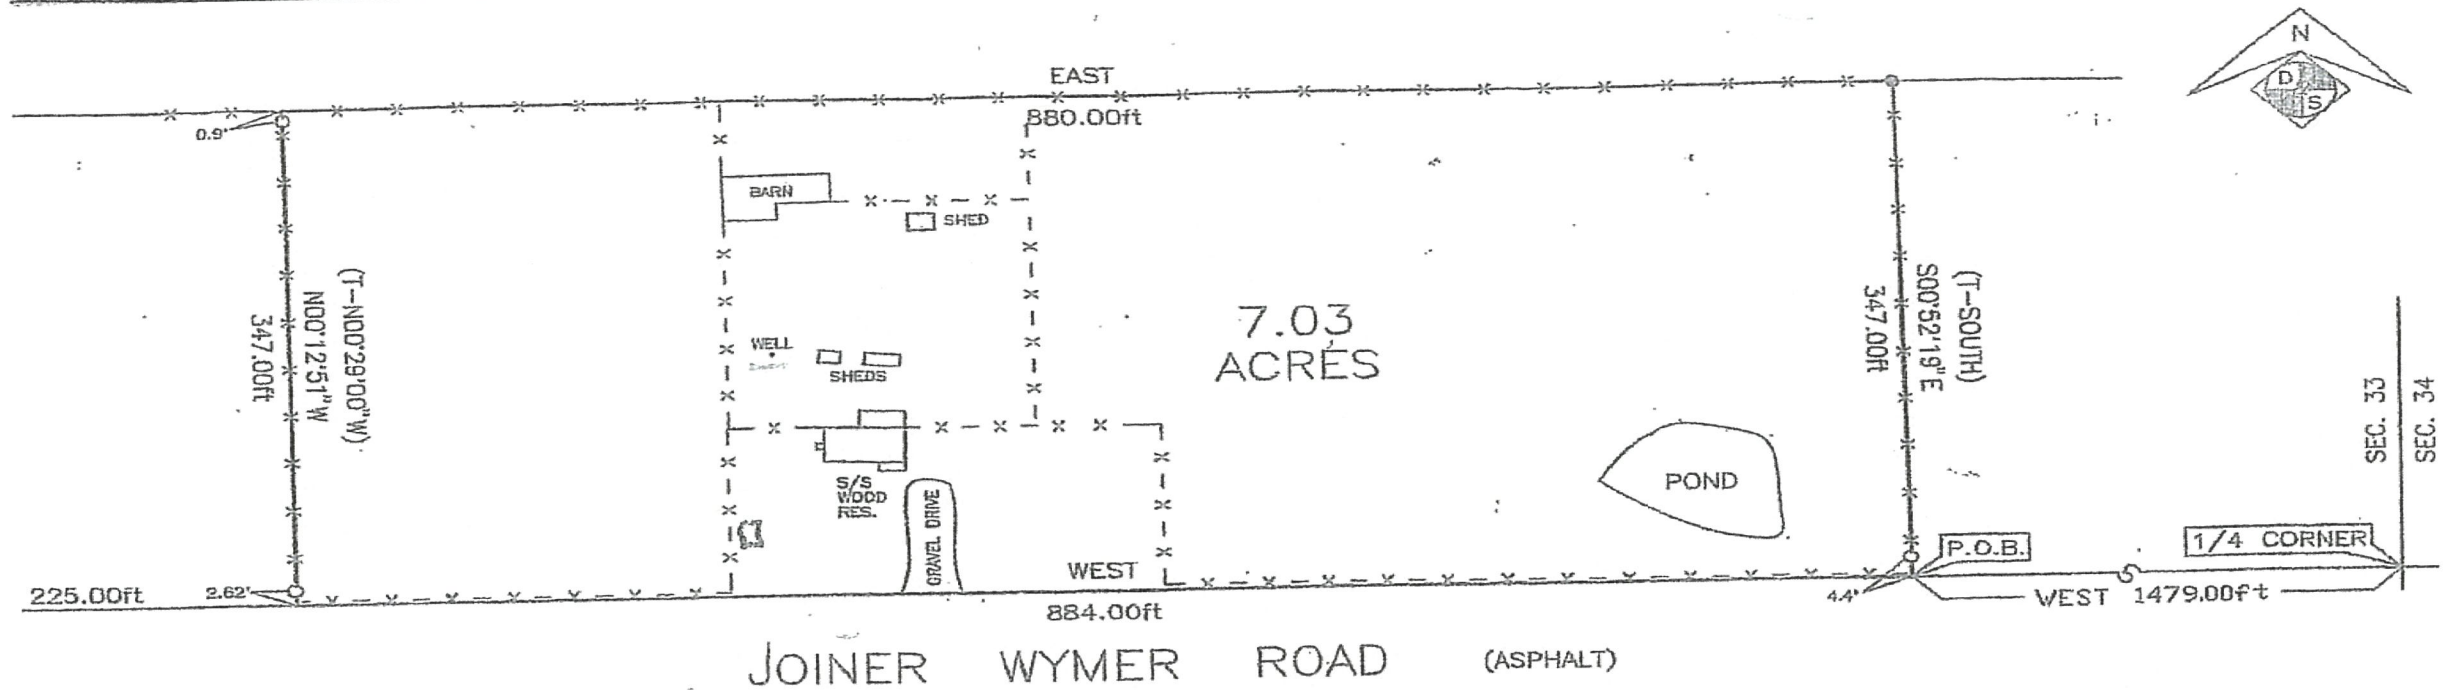 N
D
S
EAST
880.00ft
0.9'
BARN
SHED
(T-N00°29'00"W)
N00°12'51"W
347.00ft
WELL
SHEDS
7.03
ACRES
(T-SOUTH)
S00°52'19"E
347.00ft
SEC. 33
SEC. 34
S/S
WOOD
RES.
GRAVEL DRIVE
POND
P.O.B.
1/4 CORNER
225.00ft
2.62'
WEST
884.00ft
4.4'
WEST 1479.00ft
JOINER WYMER ROAD (ASPHALT)